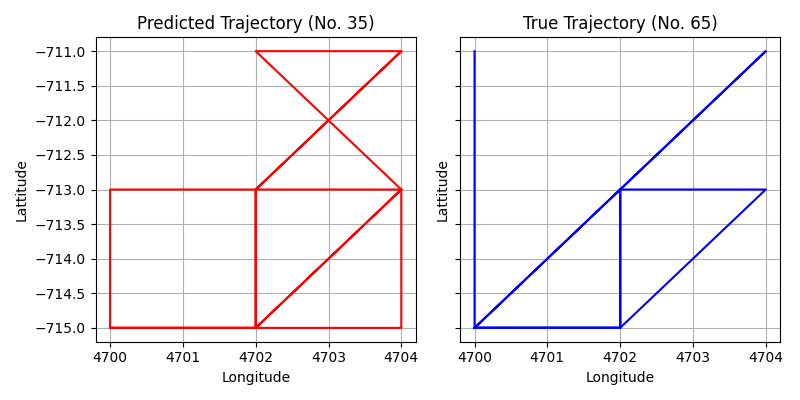 Predicted Trajectory (No. 35)
True Trajectory (No. 65)
−711.0
−711.5
−712.0
−712.5
−713.0
−713.5
−714.0
−714.5
−715.0
Lattitude
Lattitude
4700 4701 4702 4703 4704
4700 4701 4702 4703 4704
Longitude
Longitude